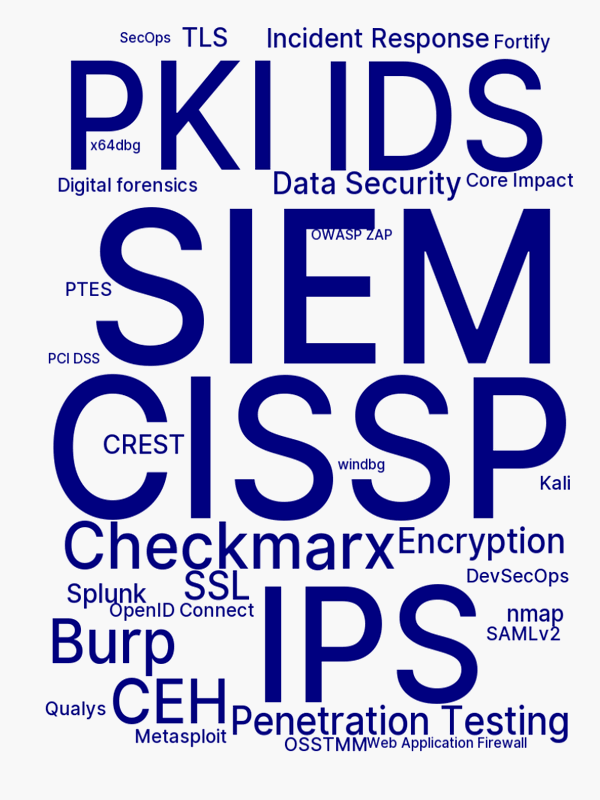 SecOps TLS Incident Response Fortify
PKI IDS
x64dbg
Digital forensics Data Security Core Impact
SIEM
OWASP ZAP
PTES
PCI DSS
CISSP
CREST
windbg
Kali
Checkmarx Encryption
DevSecOps
Splunk SSL
OpenID Connect
IPS
nmap
SAMLv2
Burp
Qualys CEH Penetration Testing
Metasploit
OSSTMM Web Application Firewall